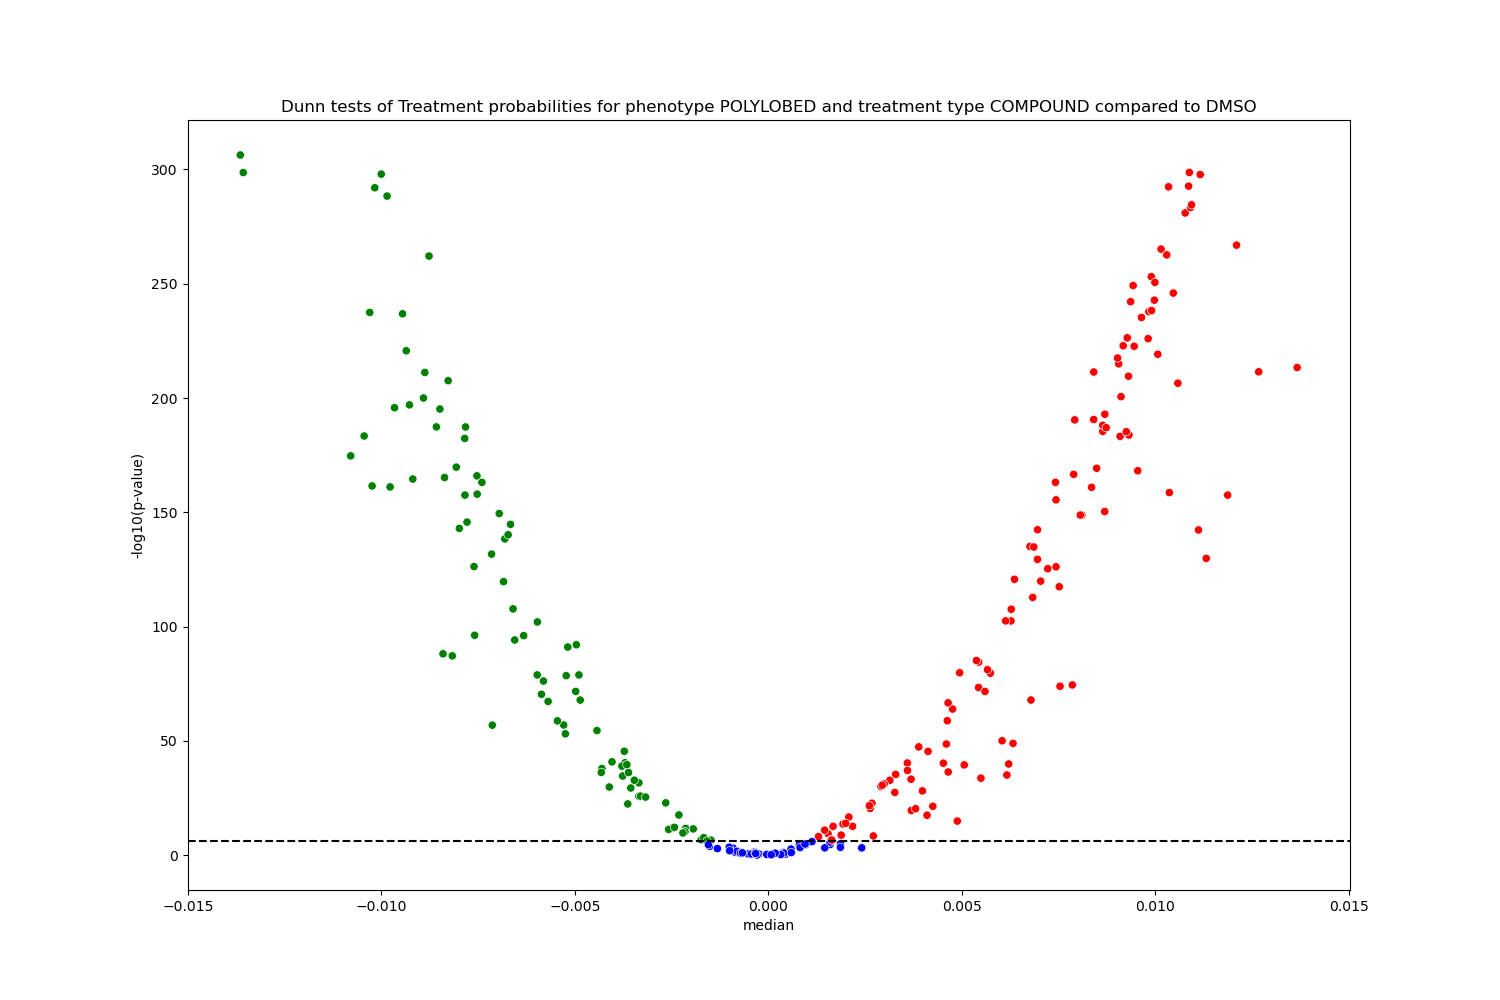 Dunn tests of Treatment probabilities for phenotype POLYLOBED and treatment type COMPOUND compared to DMSO
300
250
200
150
100
50
0
-log10(p-value)
−0.015 −0.010 −0.005 0.000 0.005 0.010 0.015
median